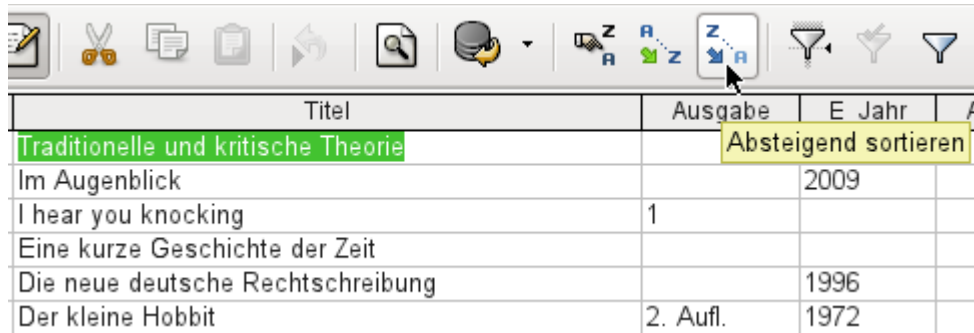 Titel Ausgabe E_Jahr
Absteigend sortieren
Traditionelle und kritische Theorie
Im Augenblick 2009
I hear you knocking 1
Eine kurze Geschichte der Zeit
Die neue deutsche Rechtschreibung 1996
Der kleine Hobbit 2. Aufl. 1972